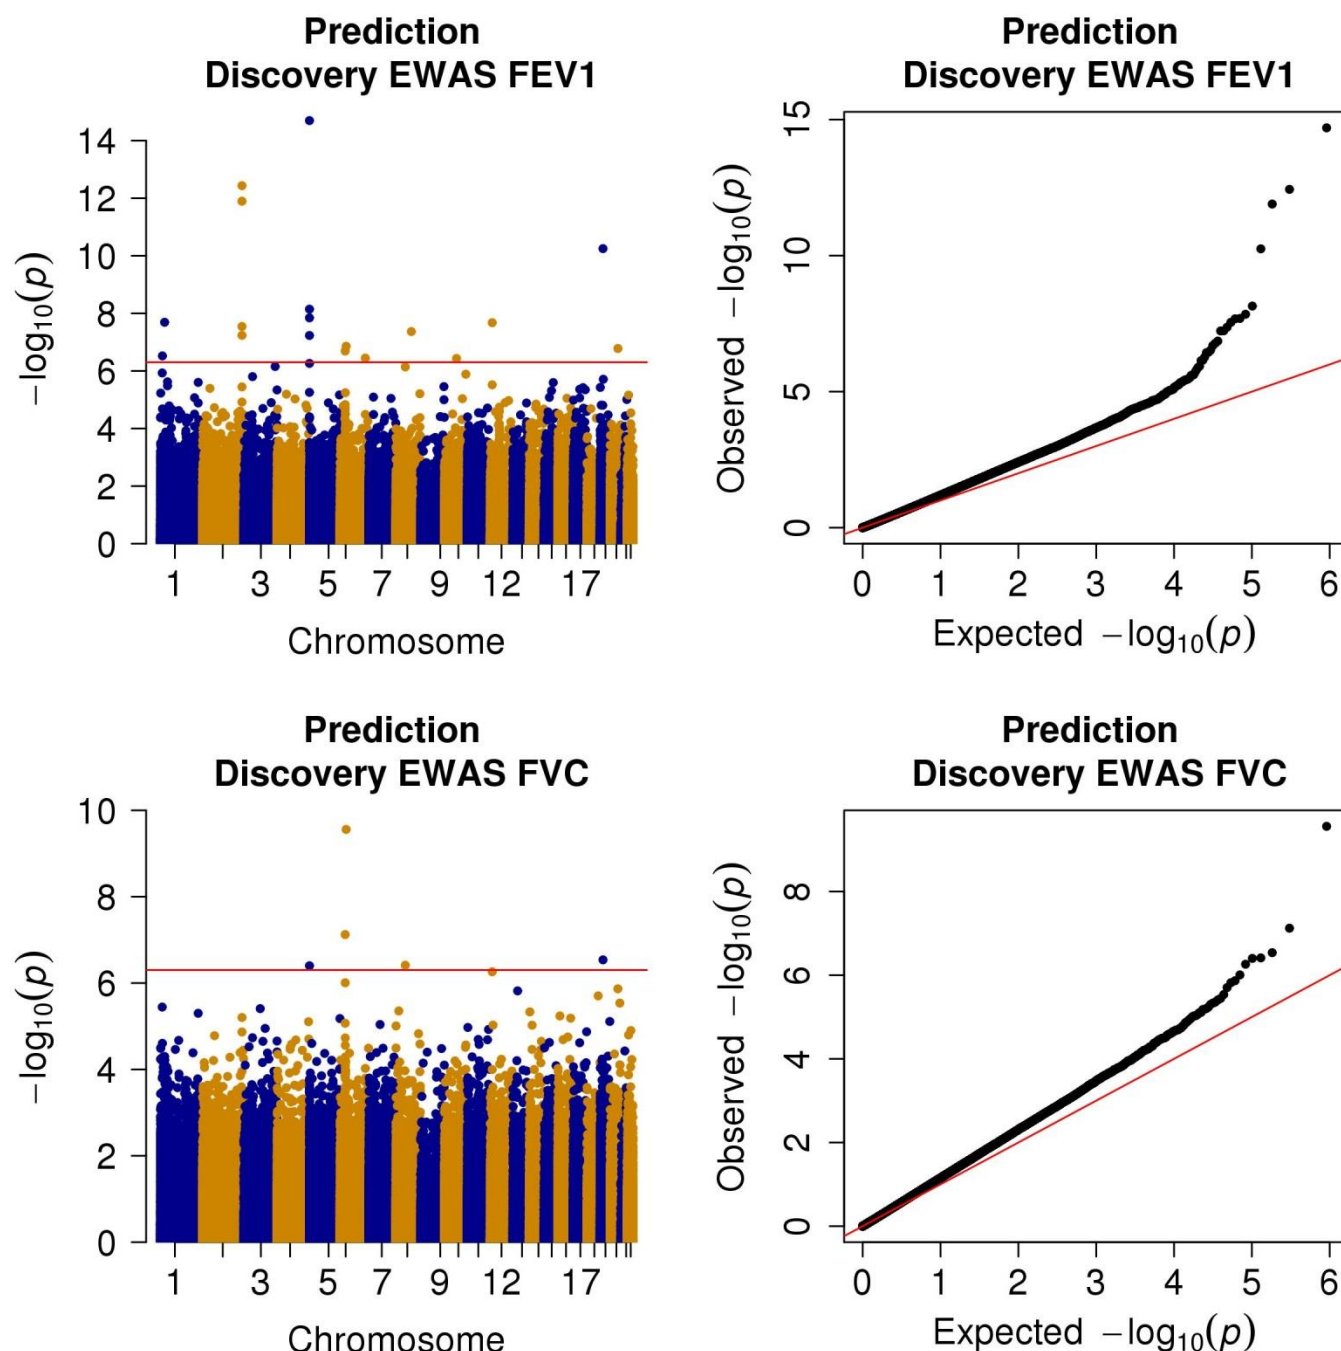 Prediction
Discovery EWAS FEV1
14
12
10
8
6
4
2
0
−log10(p)
1 3 5 7 9 12 17
Chromosome
Prediction
Discovery EWAS FEV1
15
10
5
0
Observed −log10(p)
0 1 2 3 4 5 6
Expected −log10(p)
Prediction
Discovery EWAS FVC
10
8
6
4
2
0
−log10(p)
1 3 5 7 9 12 17
Chromosome
Prediction
Discovery EWAS FVC
8
6
4
2
0
Observed −log10(p)
0 1 2 3 4 5 6
Expected −log10(p)